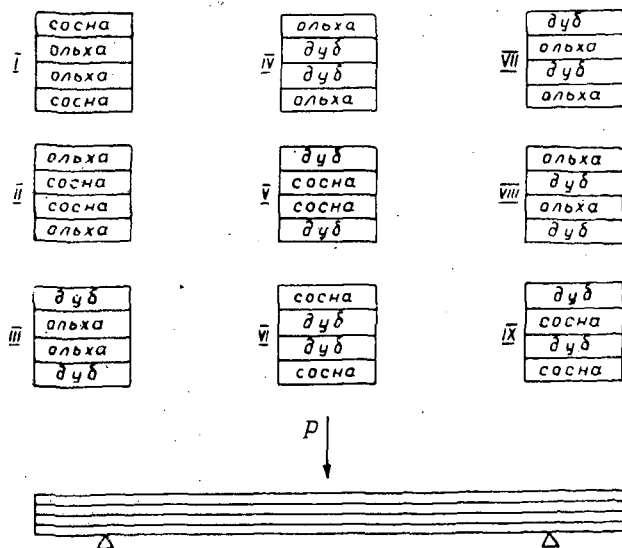 I
сосна
ольха
ольха
сосна
IV
ольха
дуб
дуб
ольха
VII
дуб
ольха
дуб
ольха
II
ольха
сосна
сосна
ольха
V
дуб
сосна
сосна
дуб
VIII
ольха
дуб
ольха
дуб
III
дуб
ольха
ольха
дуб
VI
сосна
дуб
дуб
сосна
IX
дуб
сосна
дуб
сосна
P